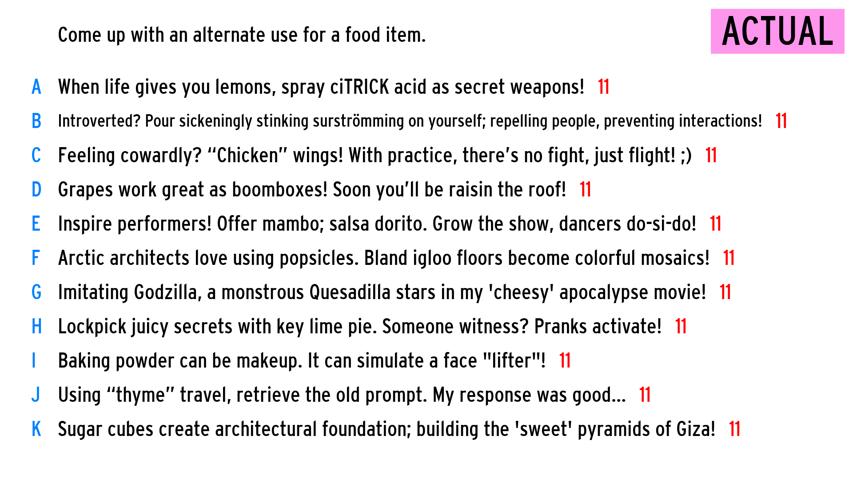 Come up with an alternate use for a food item.
ACTUAL
A When life gives you lemons, spray ciTRICK acid as secret weapons! 11
B Introverted? Pour sickeningly stinking surströmming on yourself; repelling people, preventing interactions! 11
C Feeling cowardly? “Chicken” wings! With practice, there’s no fight, just flight! ;) 11
D Grapes work great as boomboxes! Soon you’ll be raisin the roof! 11
E Inspire performers! Offer mambo; salsa dorito. Grow the show, dancers do-si-do! 11
F Arctic architects love using popsicles. Bland igloo floors become colorful mosaics! 11
G Imitating Godzilla, a monstrous Quesadilla stars in my 'cheesy' apocalypse movie! 11
H Lockpick juicy secrets with key lime pie. Someone witness? Pranks activate! 11
I Baking powder can be makeup. It can simulate a face "lifter"! 11
J Using “thyme” travel, retrieve the old prompt. My response was good... 11
K Sugar cubes create architectural foundation; building the 'sweet' pyramids of Giza! 11